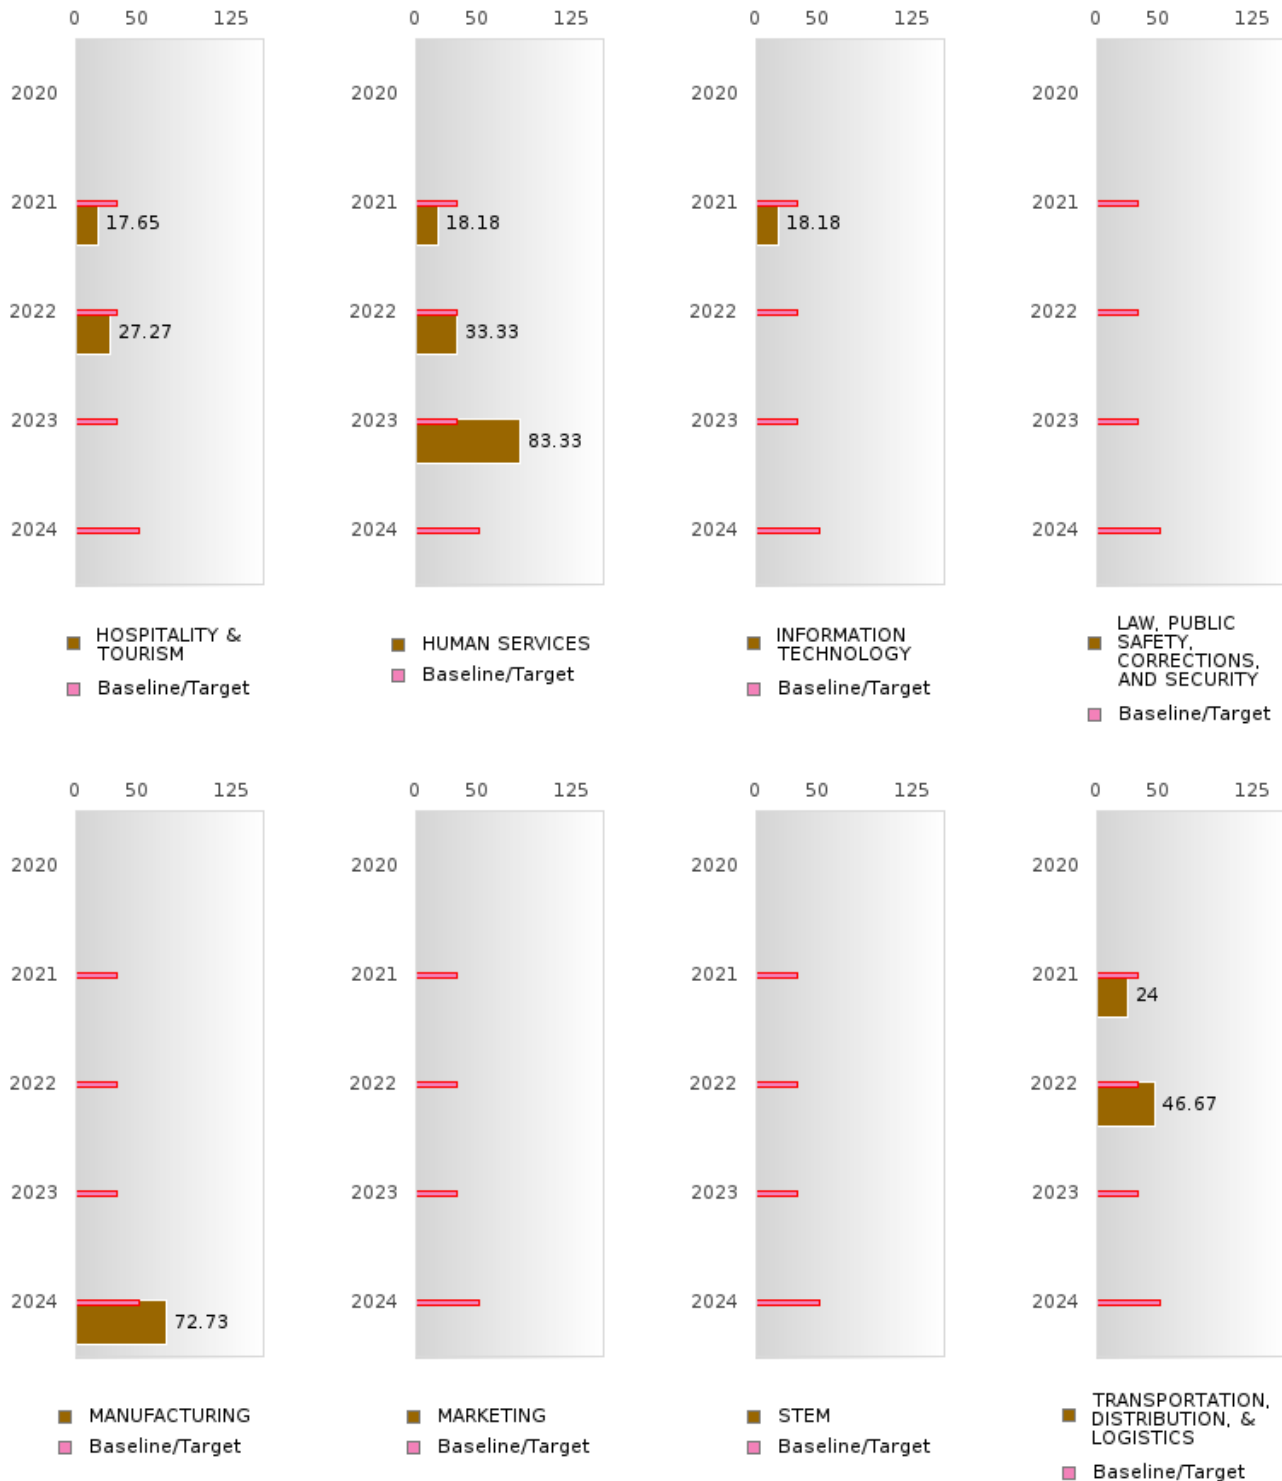 0 50 125
2020
2021
17.65
2022
27.27
2023
2024
HOSPITALITY &
TOURISM
Baseline/Target
0 50 125
2020
2021
18.18
2022
33.33
2023
83.33
2024
HUMAN SERVICES
Baseline/Target
0 50 125
2020
2021
18.18
2022
2023
2024
INFORMATION
TECHNOLOGY
Baseline/Target
0 50 125
2020
2021
2022
2023
2024
LAW, PUBLIC
SAFETY,
CORRECTIONS,
AND SECURITY
Baseline/Target
0 50 125
2020
2021
2022
2023
2024
72.73
MANUFACTURING
Baseline/Target
0 50 125
2020
2021
2022
2023
2024
MARKETING
Baseline/Target
0 50 125
2020
2021
2022
2023
2024
STEM
Baseline/Target
0 50 125
2020
2021
24
2022
46.67
2023
2024
TRANSPORTATION,
DISTRIBUTION, &
LOGISTICS
Baseline/Target